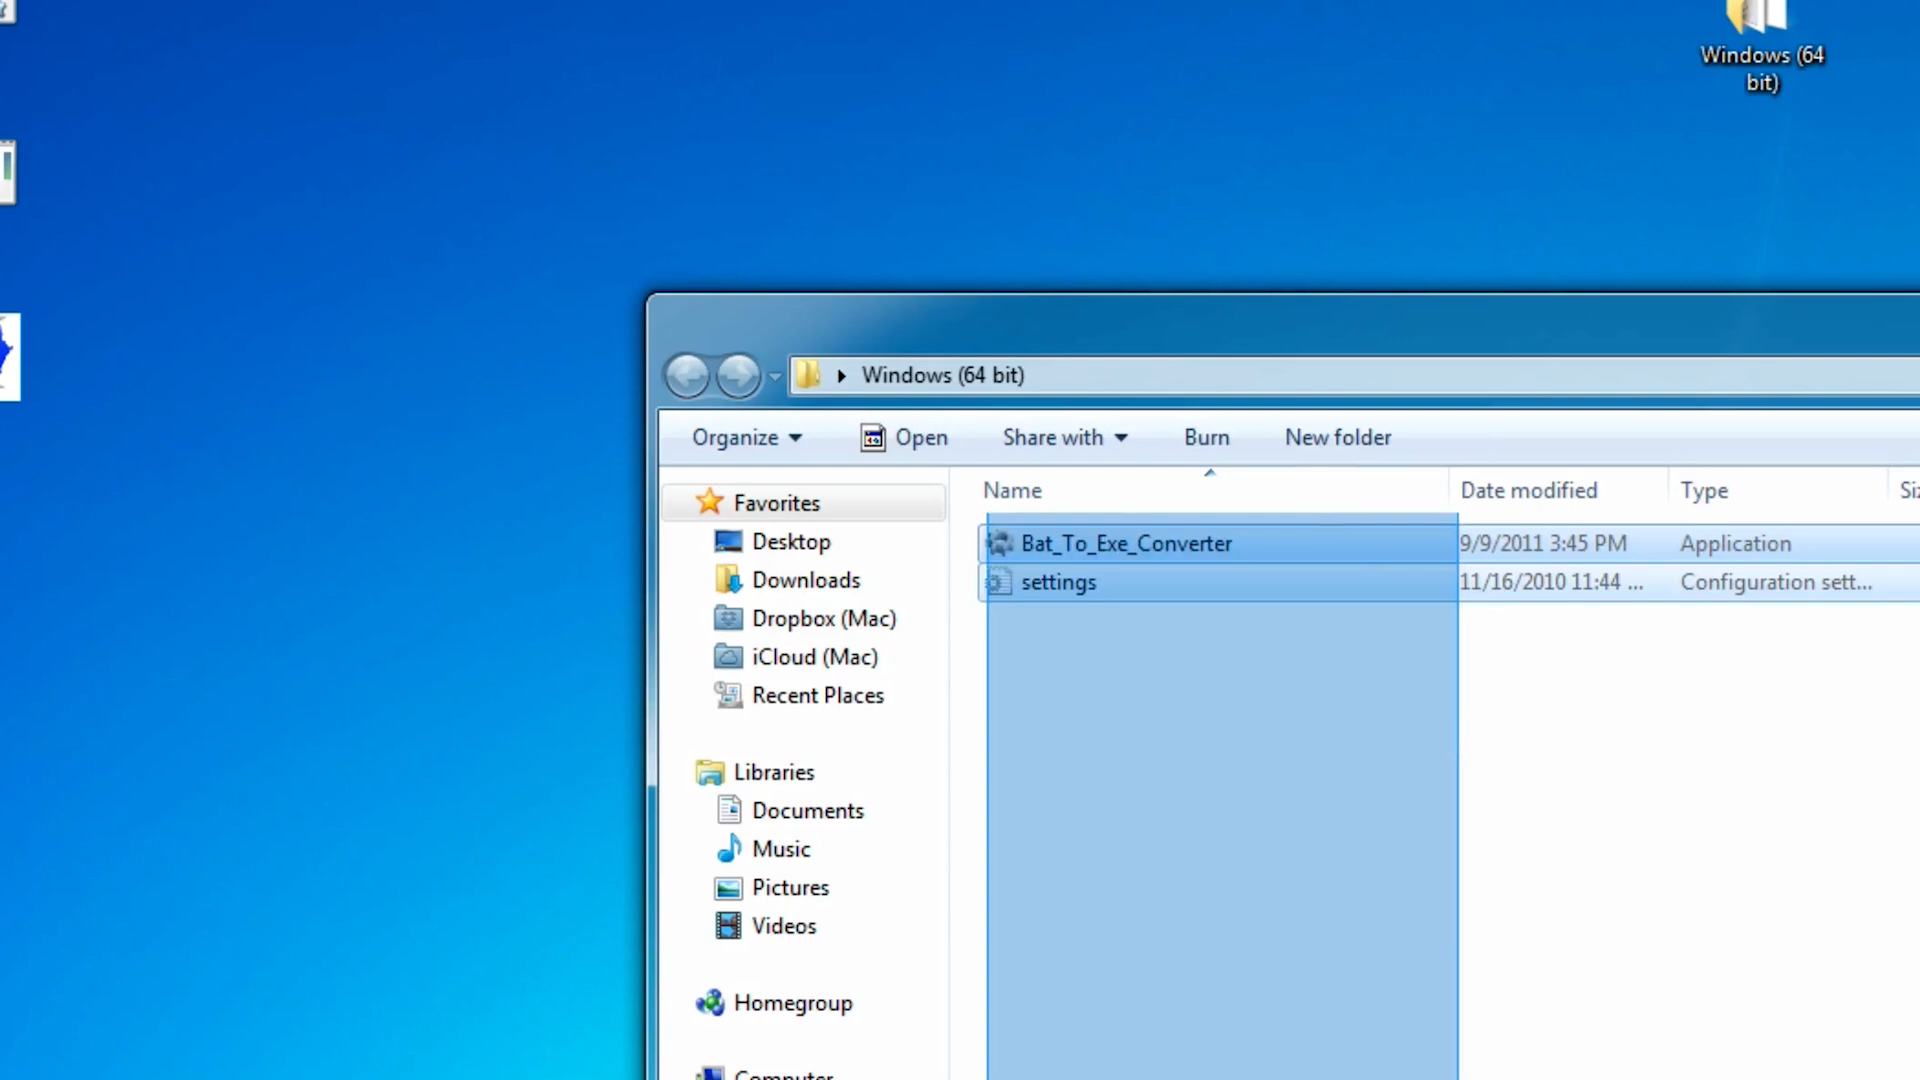 Windows (64
bit)
Windows (64 bit)
Organize
Open
Share with
Burn
New folder
Name
Date modified
Type
Favorites
Desktop
Downloads
Dropbox (Mac)
iCloud (Mac)
Recent Places
Libraries
Documents
Music
Pictures
Videos
Homegroup
Computer
Bat_To_Exe_Converter
9/9/2011 3:45 PM
Application
settings
11/16/2010 11:44 ...
Configuration sett...